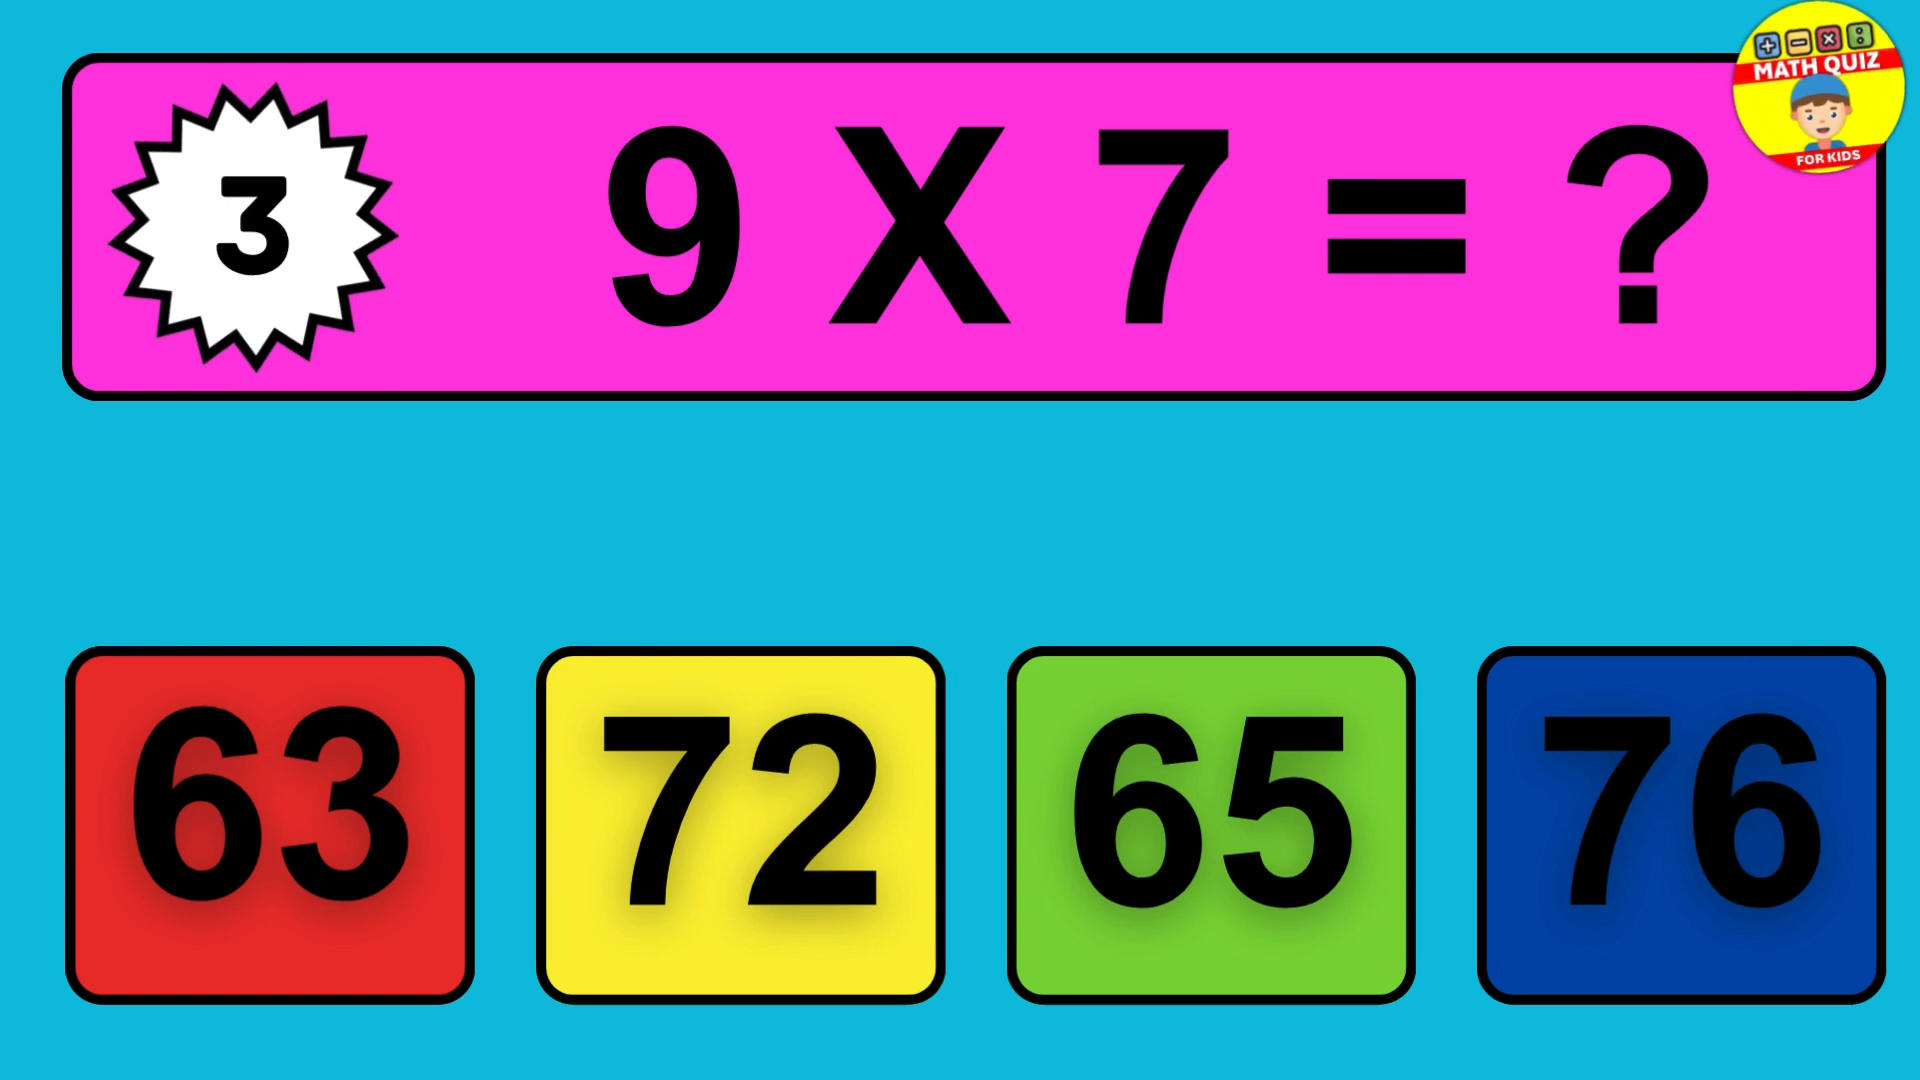 3
9 X 7 = ?
+ − × ÷
MATH QUIZ
FOR KIDS
63
72
65
76